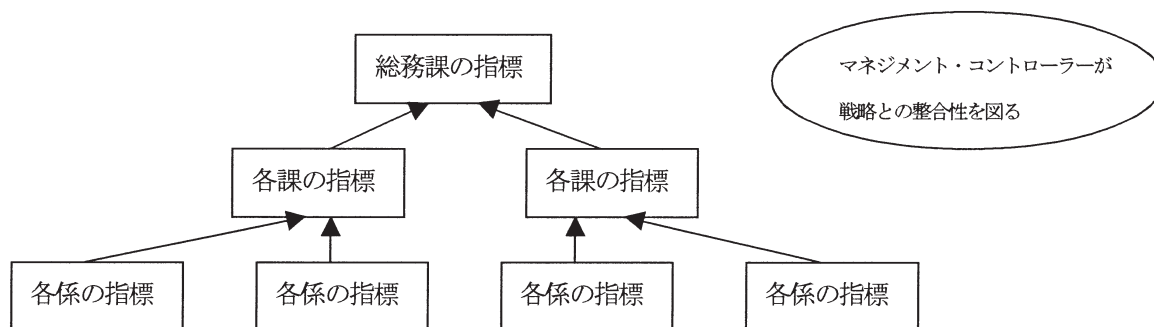 総務課の指標
マネジメント・コントローラーが
戦略との整合性を図る
各課の指標
各課の指標
各係の指標
各係の指標
各係の指標
各係の指標